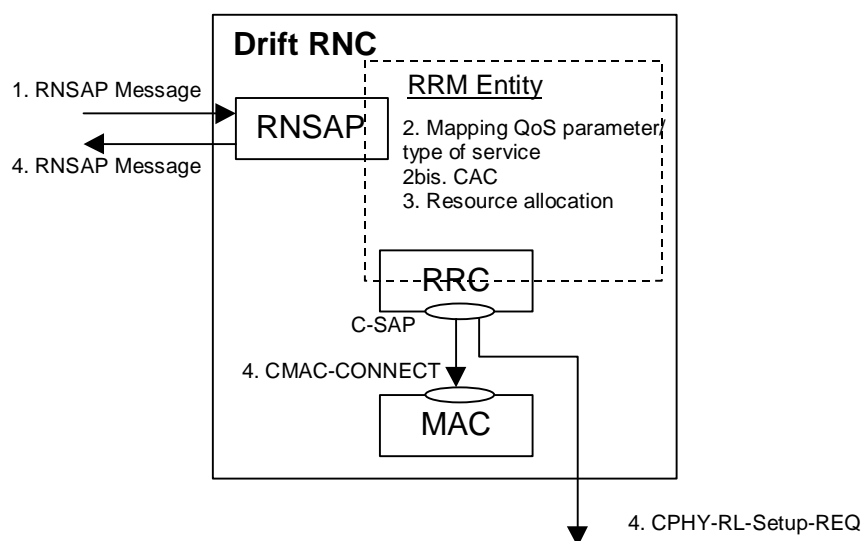 Drift RNC
1. RNSAP Message
RRM Entity
RNSAP
2. Mapping QoS parameter/
type of service
4. RNSAP Message
2bis. CAC
3. Resource allocation
RRC
C-SAP
4. CMAC-CONNECT
MAC
4. CPHY-RL-Setup-REQ